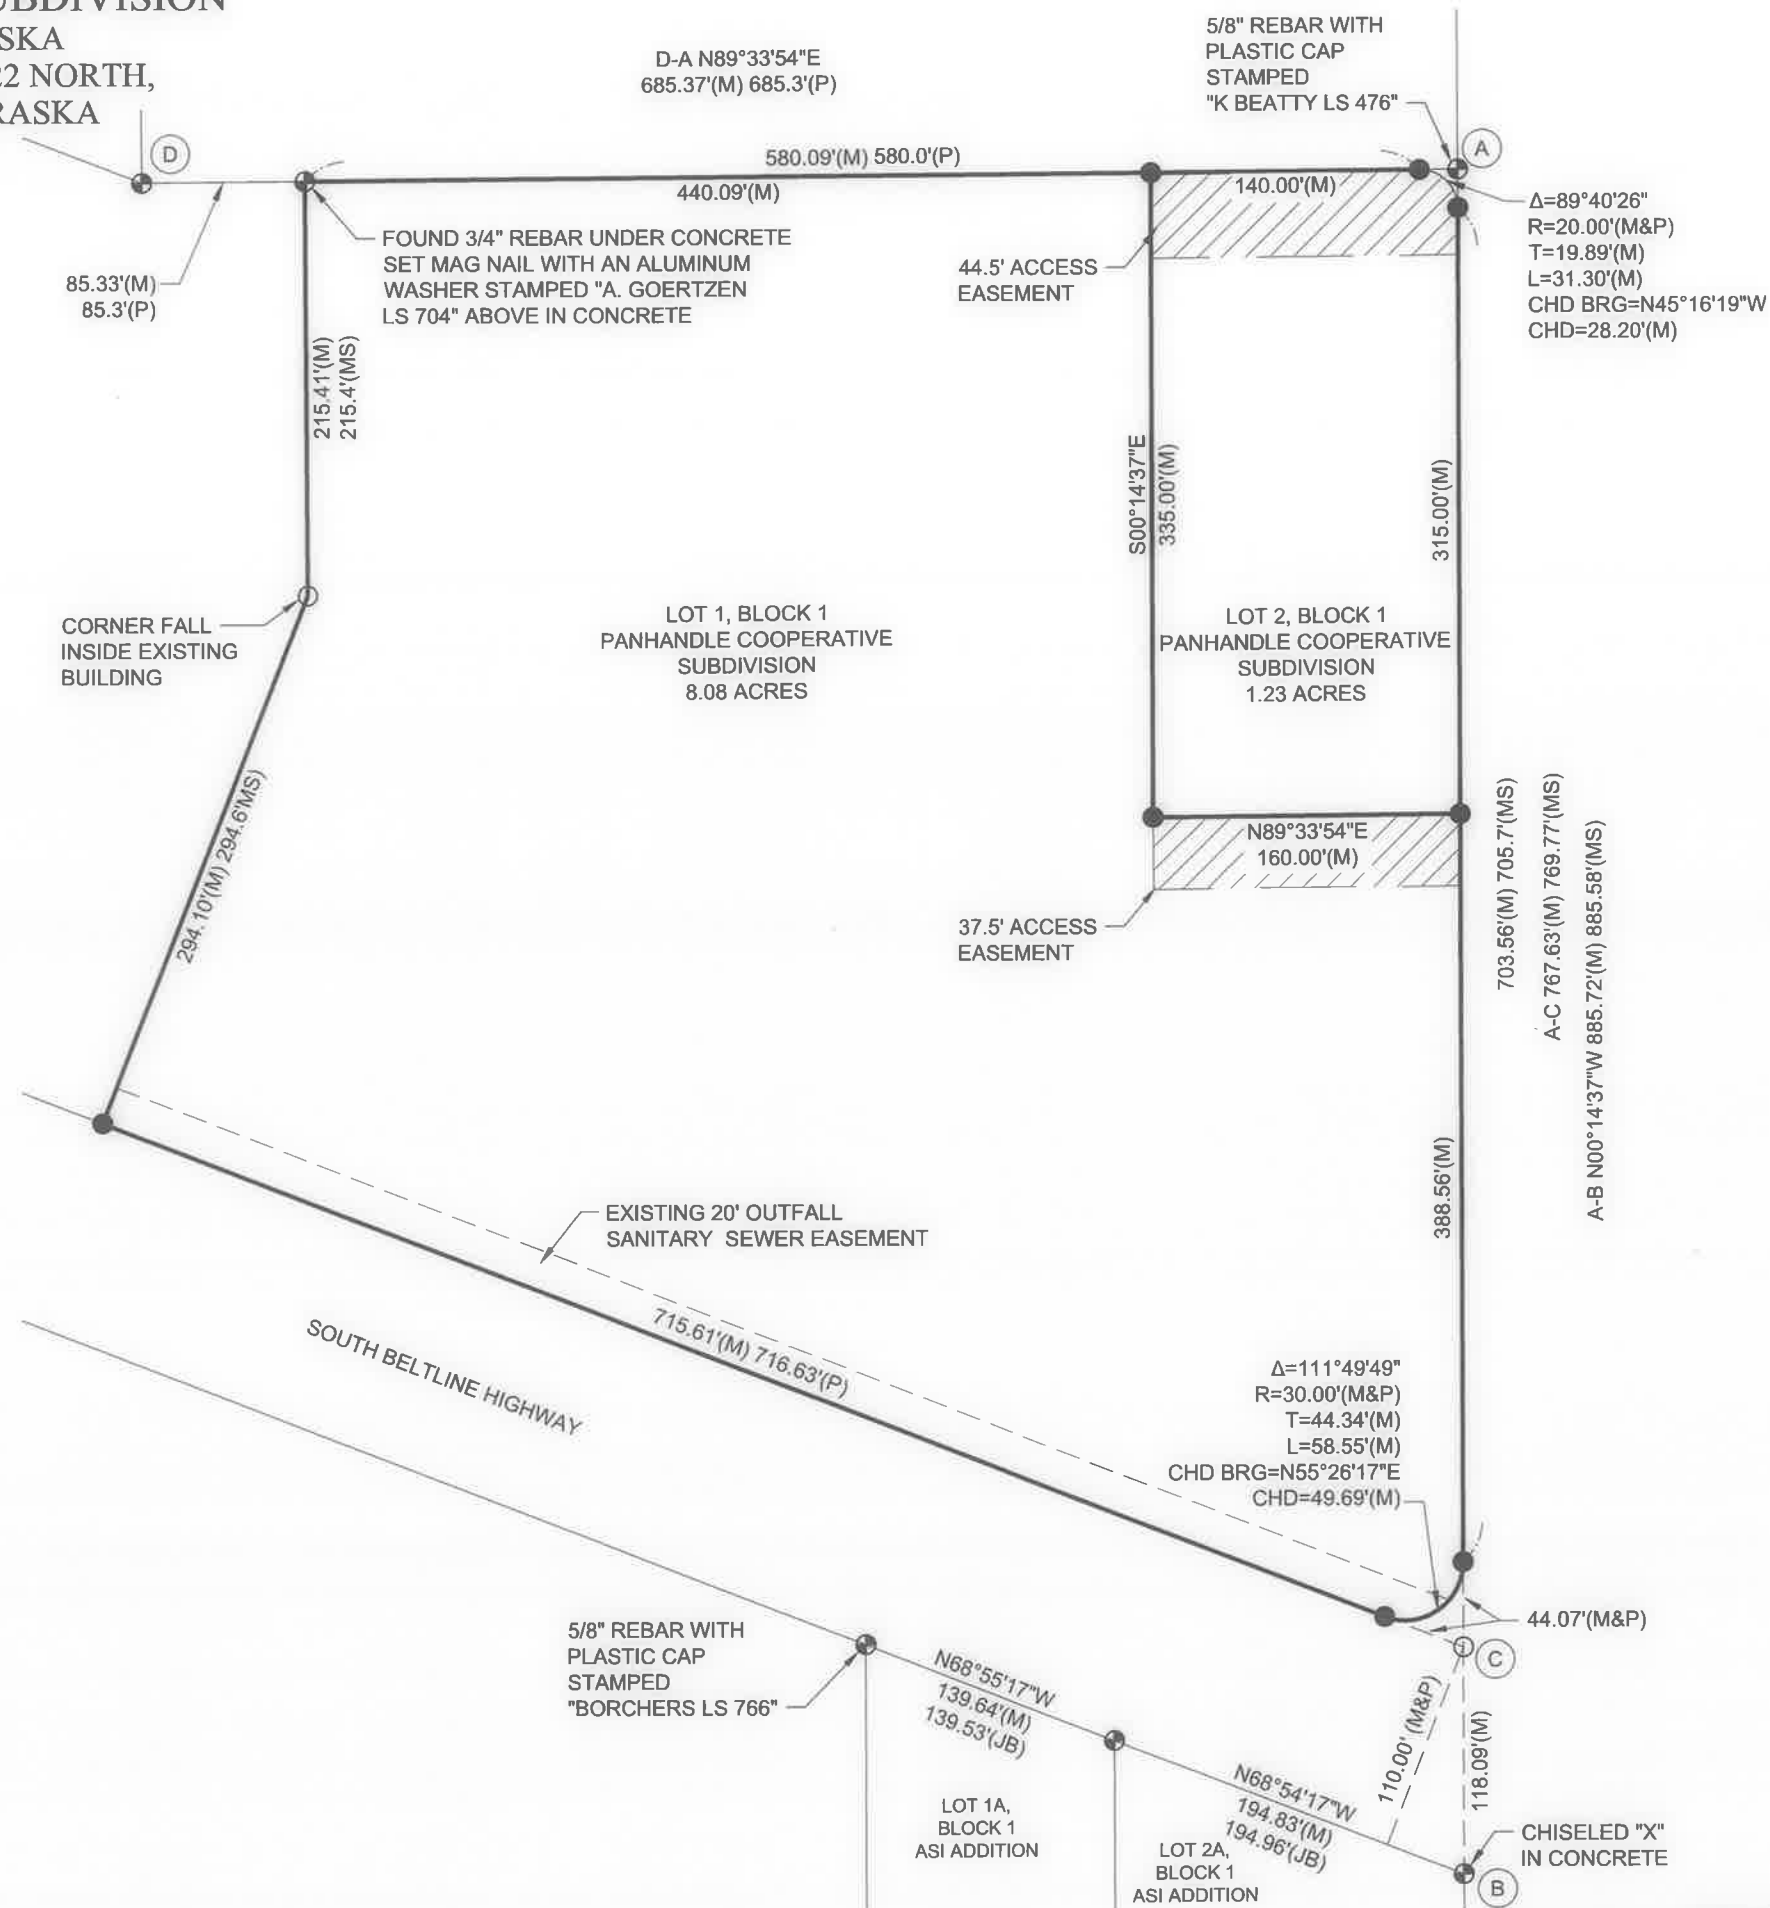 UBDIVISION
SKA
22 NORTH,
RASKA
D-A N89°33'54"E
685.37'(M) 685.3'(P)
5/8" REBAR WITH
PLASTIC CAP
STAMPED
"K BEATTY LS 476"
D
A
580.09'(M) 580.0'(P)
440.09'(M)
140.00'(M)
Δ=89°40'26"
R=20.00'(M&P)
T=19.89'(M)
L=31.30'(M)
CHD BRG=N45°16'19"W
CHD=28.20'(M)
85.33'(M)
85.3'(P)
FOUND 3/4" REBAR UNDER CONCRETE
SET MAG NAIL WITH AN ALUMINUM
WASHER STAMPED "A. GOERTZEN
LS 704" ABOVE IN CONCRETE
44.5' ACCESS
EASEMENT
215.41'(M)
215.4'(MS)
S00°14'37"E
335.00'(M)
315.00'(M)
CORNER FALL
INSIDE EXISTING
BUILDING
LOT 1, BLOCK 1
PANHANDLE COOPERATIVE
SUBDIVISION
8.08 ACRES
LOT 2, BLOCK 1
PANHANDLE COOPERATIVE
SUBDIVISION
1.23 ACRES
294.10'(M) 294.6'MS)
N89°33'54"E
160.00'(M)
37.5' ACCESS
EASEMENT
703.56'(M) 705.7'(MS)
A-C 767.63'(M) 769.77'(MS)
A-B N00°14'37"W 885.72'(M) 885.58'(MS)
388.56'(M)
EXISTING 20' OUTFALL
SANITARY SEWER EASEMENT
715.61'(M) 716.63'(P)
SOUTH BELTLINE HIGHWAY
Δ=111°49'49"
R=30.00'(M&P)
T=44.34'(M)
L=58.55'(M)
CHD BRG=N55°26'17"E
CHD=49.69'(M)
44.07'(M&P)
C
5/8" REBAR WITH
PLASTIC CAP
STAMPED
"BORCHERS LS 766"
N68°55'17"W
139.64'(M)
139.53'(JB)
110.00' (M&P)
118.09'(M)
N68°54'17"W
194.83'(M)
194.96'(JB)
LOT 1A,
BLOCK 1
ASI ADDITION
LOT 2A,
BLOCK 1
ASI ADDITION
CHISELED "X"
IN CONCRETE
B